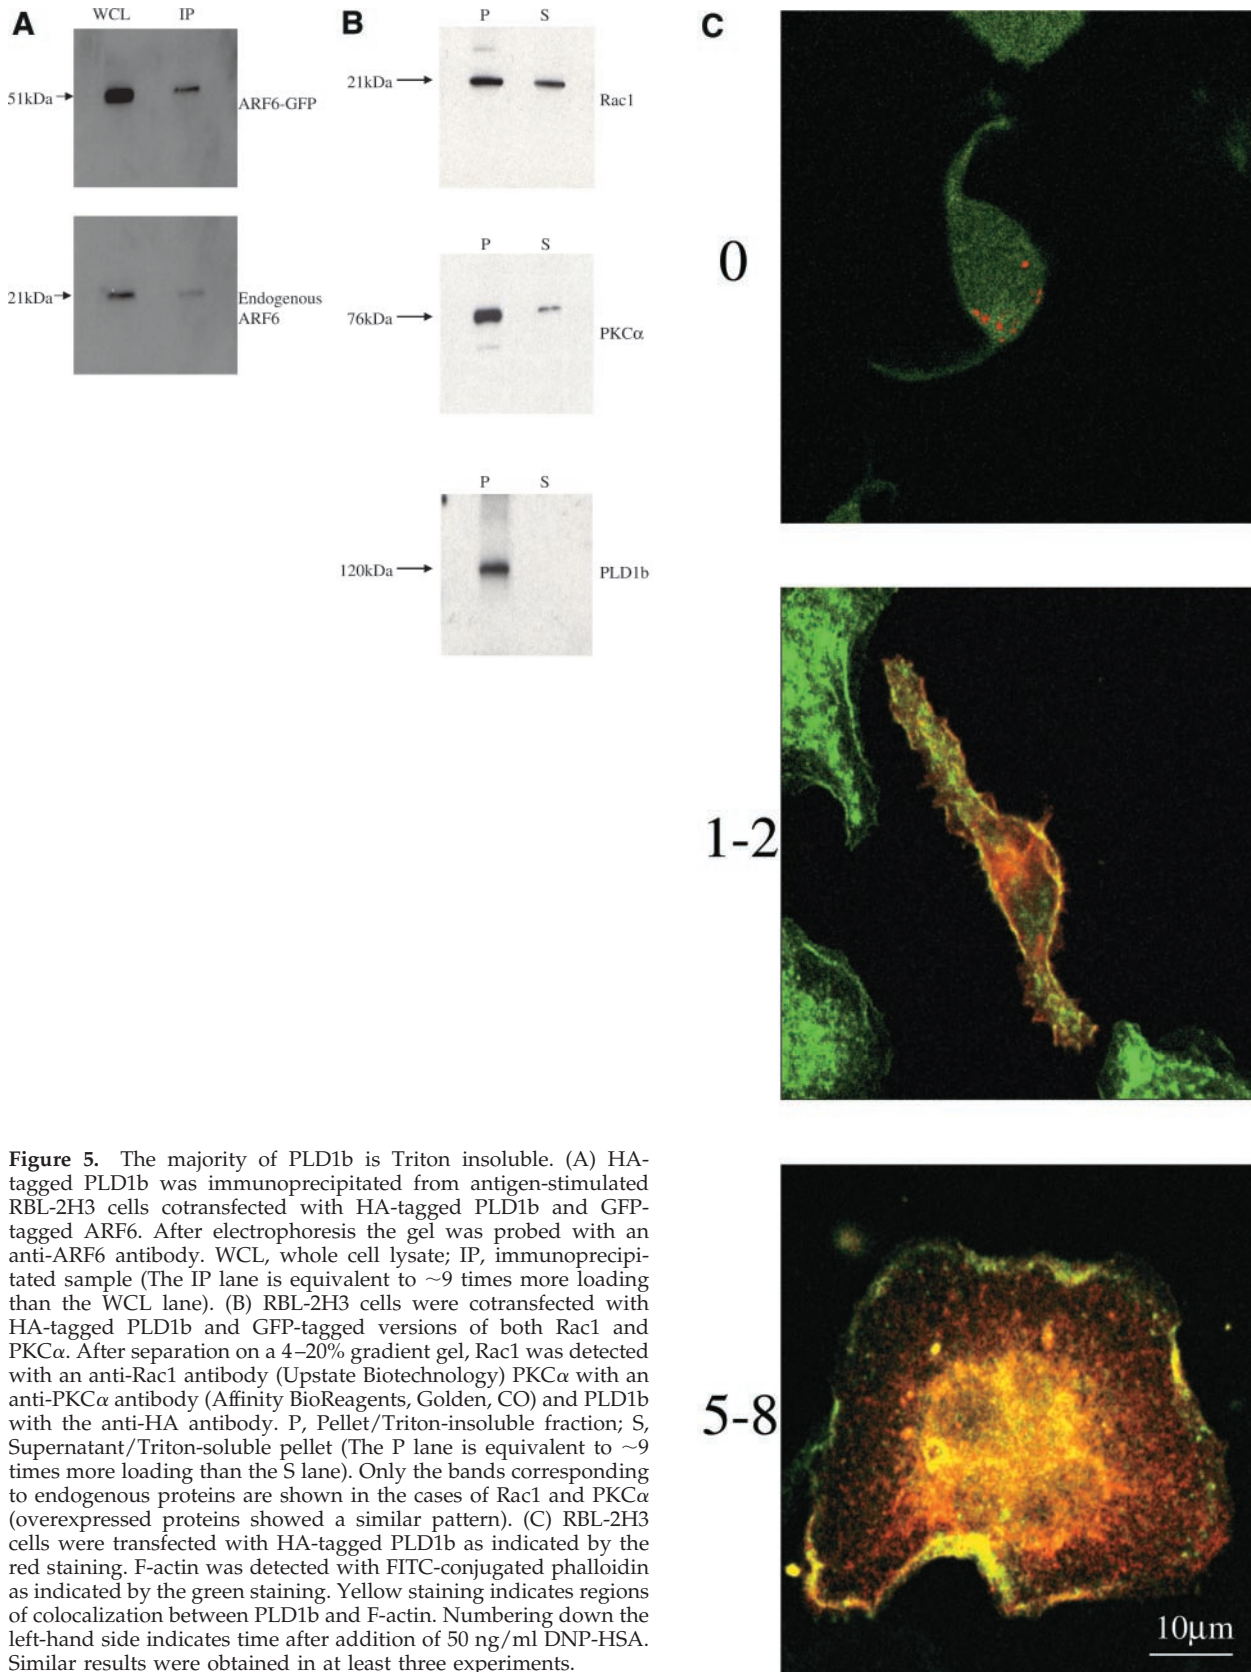 A
WCL IP
51kDa
ARF6-GFP
21kDa
Endogenous
ARF6
B
P S
21kDa
Rac1
P S
76kDa
PKCα
P S
120kDa
PLD1b
C
0
1-2
5-8
10µm
Figure 5. The majority of PLD1b is Triton insoluble. (A) HA-
tagged PLD1b was immunoprecipitated from antigen-stimulated
RBL-2H3 cells cotransfected with HA-tagged PLD1b and GFP-
tagged ARF6. After electrophoresis the gel was probed with an
anti-ARF6 antibody. WCL, whole cell lysate; IP, immunoprecipi-
tated sample (The IP lane is equivalent to ~9 times more loading
than the WCL lane). (B) RBL-2H3 cells were cotransfected with
HA-tagged PLD1b and GFP-tagged versions of both Rac1 and
PKCα. After separation on a 4–20% gradient gel, Rac1 was detected
with an anti-Rac1 antibody (Upstate Biotechnology) PKCα with an
anti-PKCα antibody (Affinity BioReagents, Golden, CO) and PLD1b
with the anti-HA antibody. P, Pellet/Triton-insoluble fraction; S,
Supernatant/Triton-soluble pellet (The P lane is equivalent to ~9
times more loading than the S lane). Only the bands corresponding
to endogenous proteins are shown in the cases of Rac1 and PKCα
(overexpressed proteins showed a similar pattern). (C) RBL-2H3
cells were transfected with HA-tagged PLD1b as indicated by the
red staining. F-actin was detected with FITC-conjugated phalloidin
as indicated by the green staining. Yellow staining indicates regions
of colocalization between PLD1b and F-actin. Numbering down the
left-hand side indicates time after addition of 50 ng/ml DNP-HSA.
Similar results were obtained in at least three experiments.